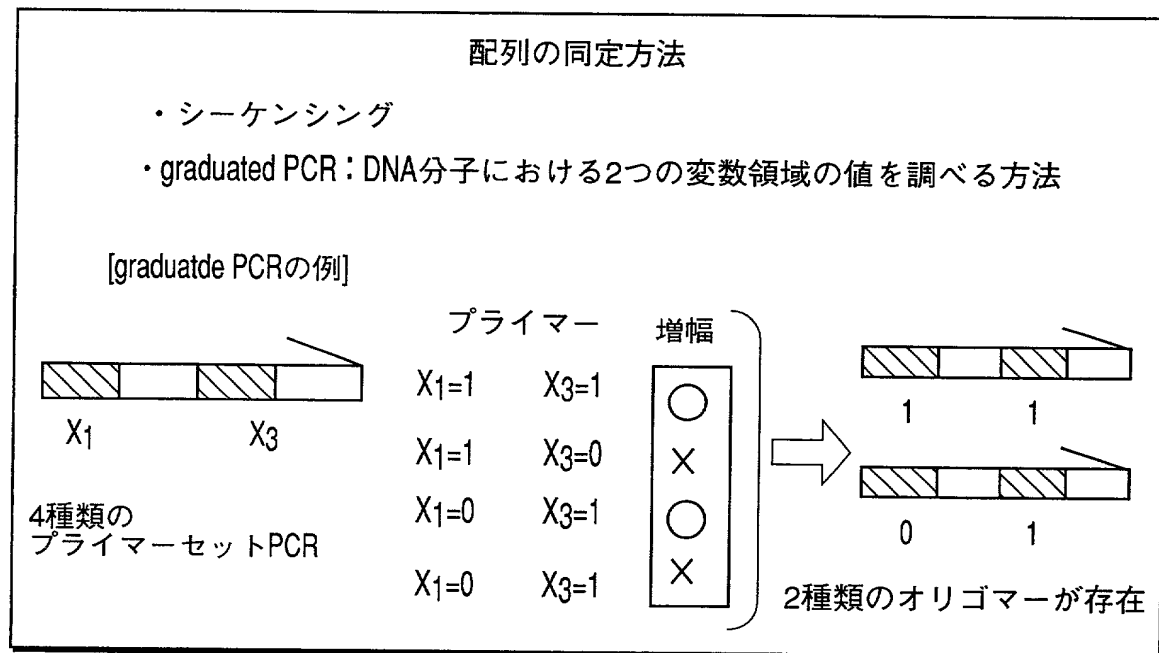 配列の同定方法
・シーケンシング
・graduated PCR：DNA分子における2つの変数領域の値を調べる方法
[graduatde PCRの例]
プライマー 増幅
X1=1 X3=1 ○
X1=1 X3=0 ×
X1=0 X3=1 ○
X1=0 X3=1 ×
X1 X3
4種類の
プライマーセットPCR
1 1
0 1
2種類のオリゴマーが存在